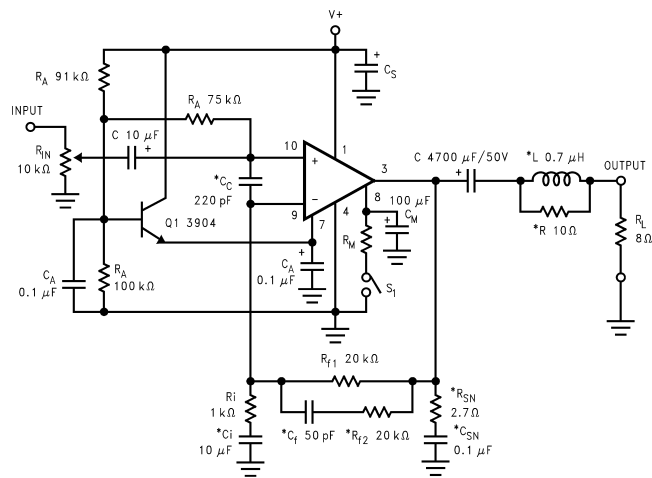 V+
+
C_S
R_A 91 kΩ
R_A 75 kΩ
INPUT
C 10 μF
+
R_IN
10 kΩ
10
+
1
*C_C
220 pF
−
9
3
8
4
7
C 4700 μF/50V
+
*L 0.7 μH
OUTPUT
*R 10Ω
R_L
8Ω
100 μF
+
C_M
R_M
S_1
Q1 3904
+
C_A
0.1 μF
C_A
0.1 μF
R_A
100 kΩ
R_f1 20 kΩ
Ri
1 kΩ
*Ci
10 μF
*C_f 50 pF
*R_f2 20 kΩ
*R_SN
2.7Ω
*C_SN
0.1 μF